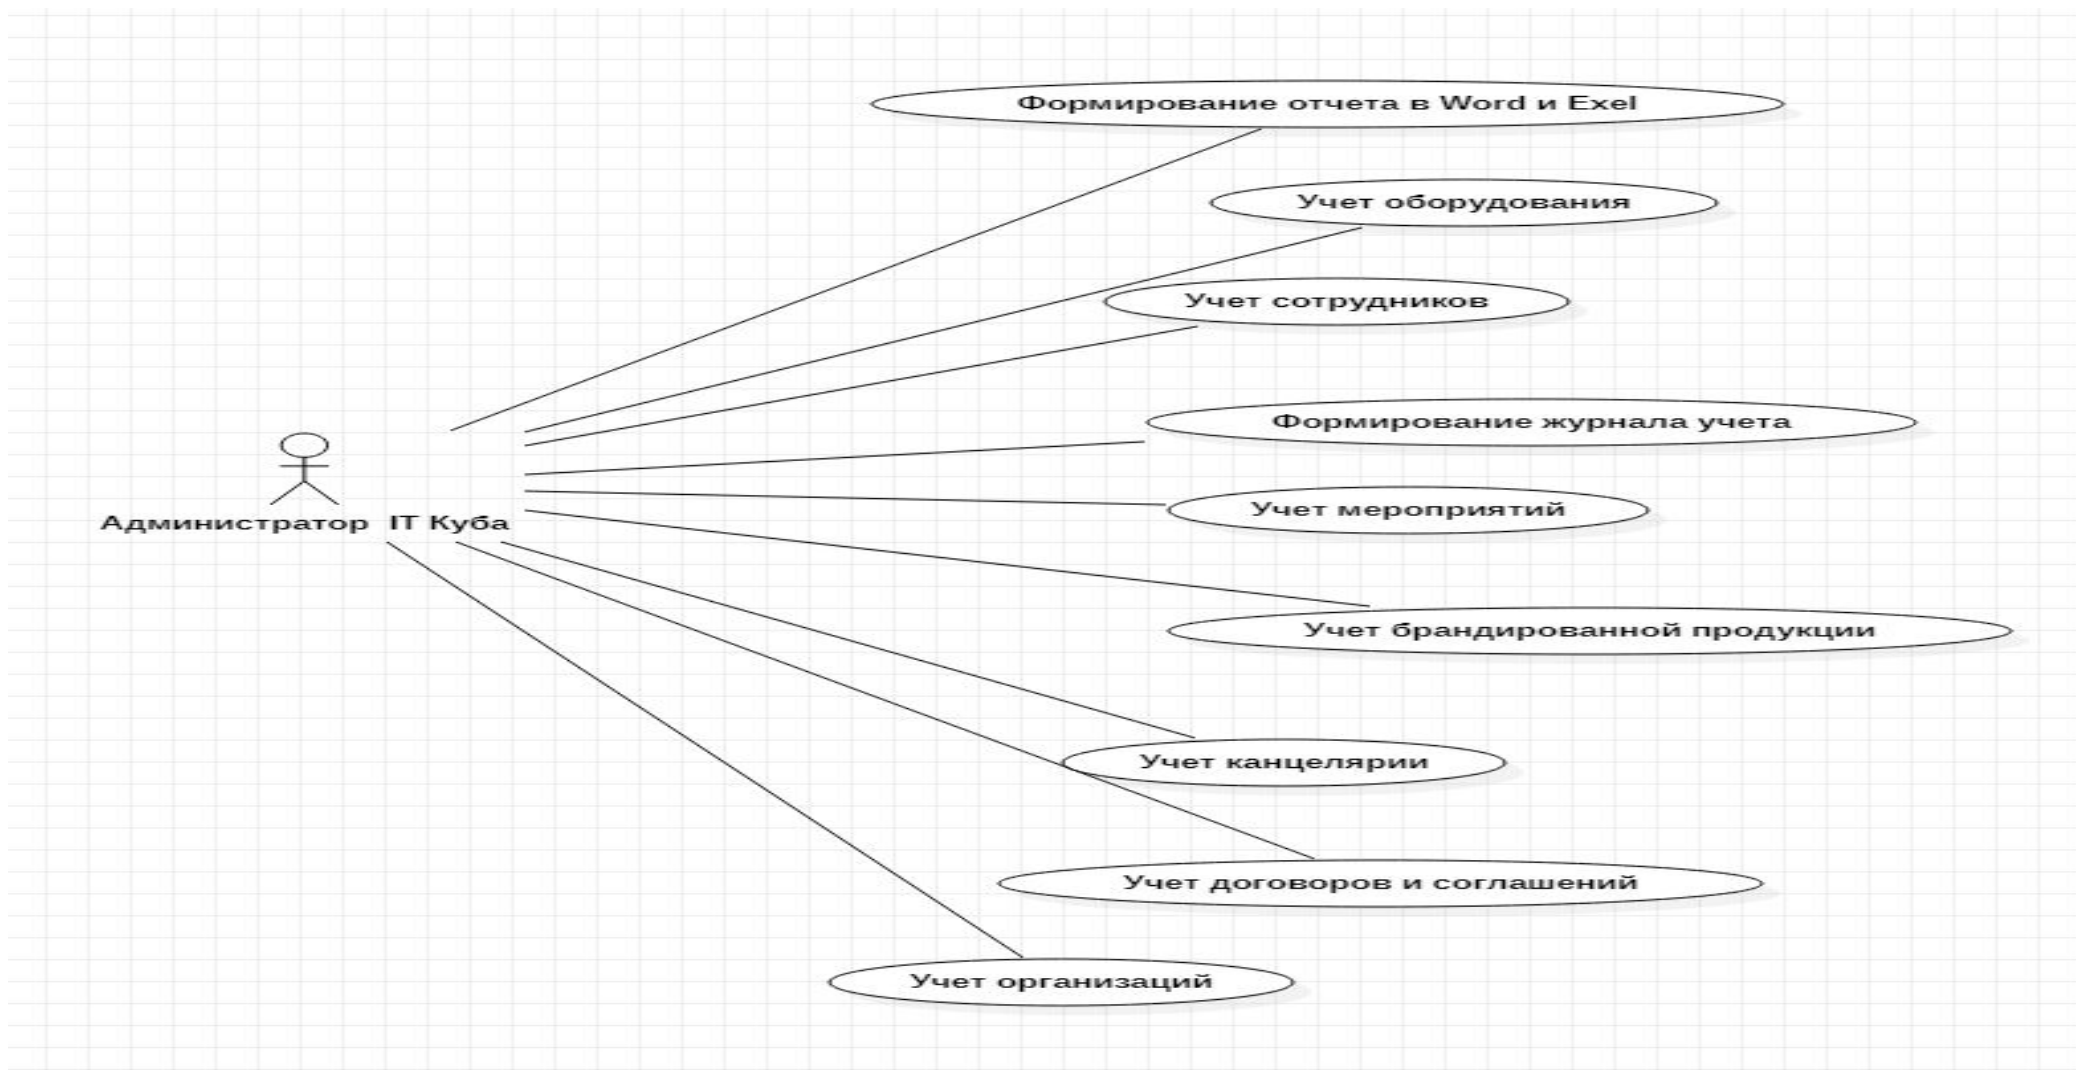 Формирование отчета в Word и Exel
Учет оборудования
Учет сотрудников
Формирование журнала учета
Учет мероприятий
Администратор  IT Куба
Учет брандированной продукции
Учет канцелярии
Учет договоров и соглашений
Учет организаций